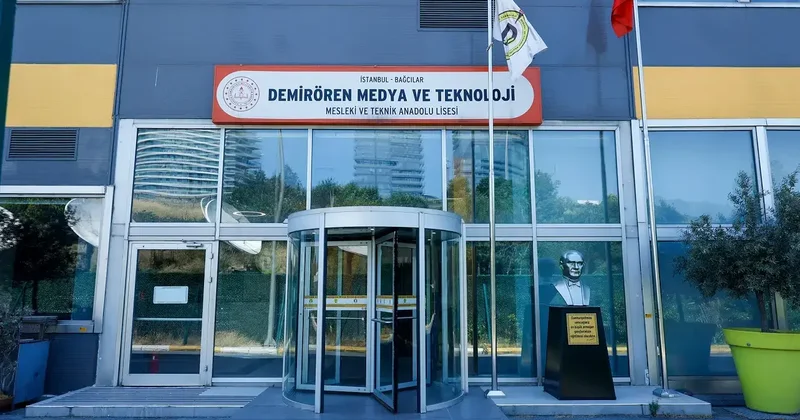 İSTANBUL - BAĞCILAR
DEMİRÖREN MEDYA VE TEKNOLOJİ
MESLEKİ VE TEKNİK ANADOLU LİSESİ